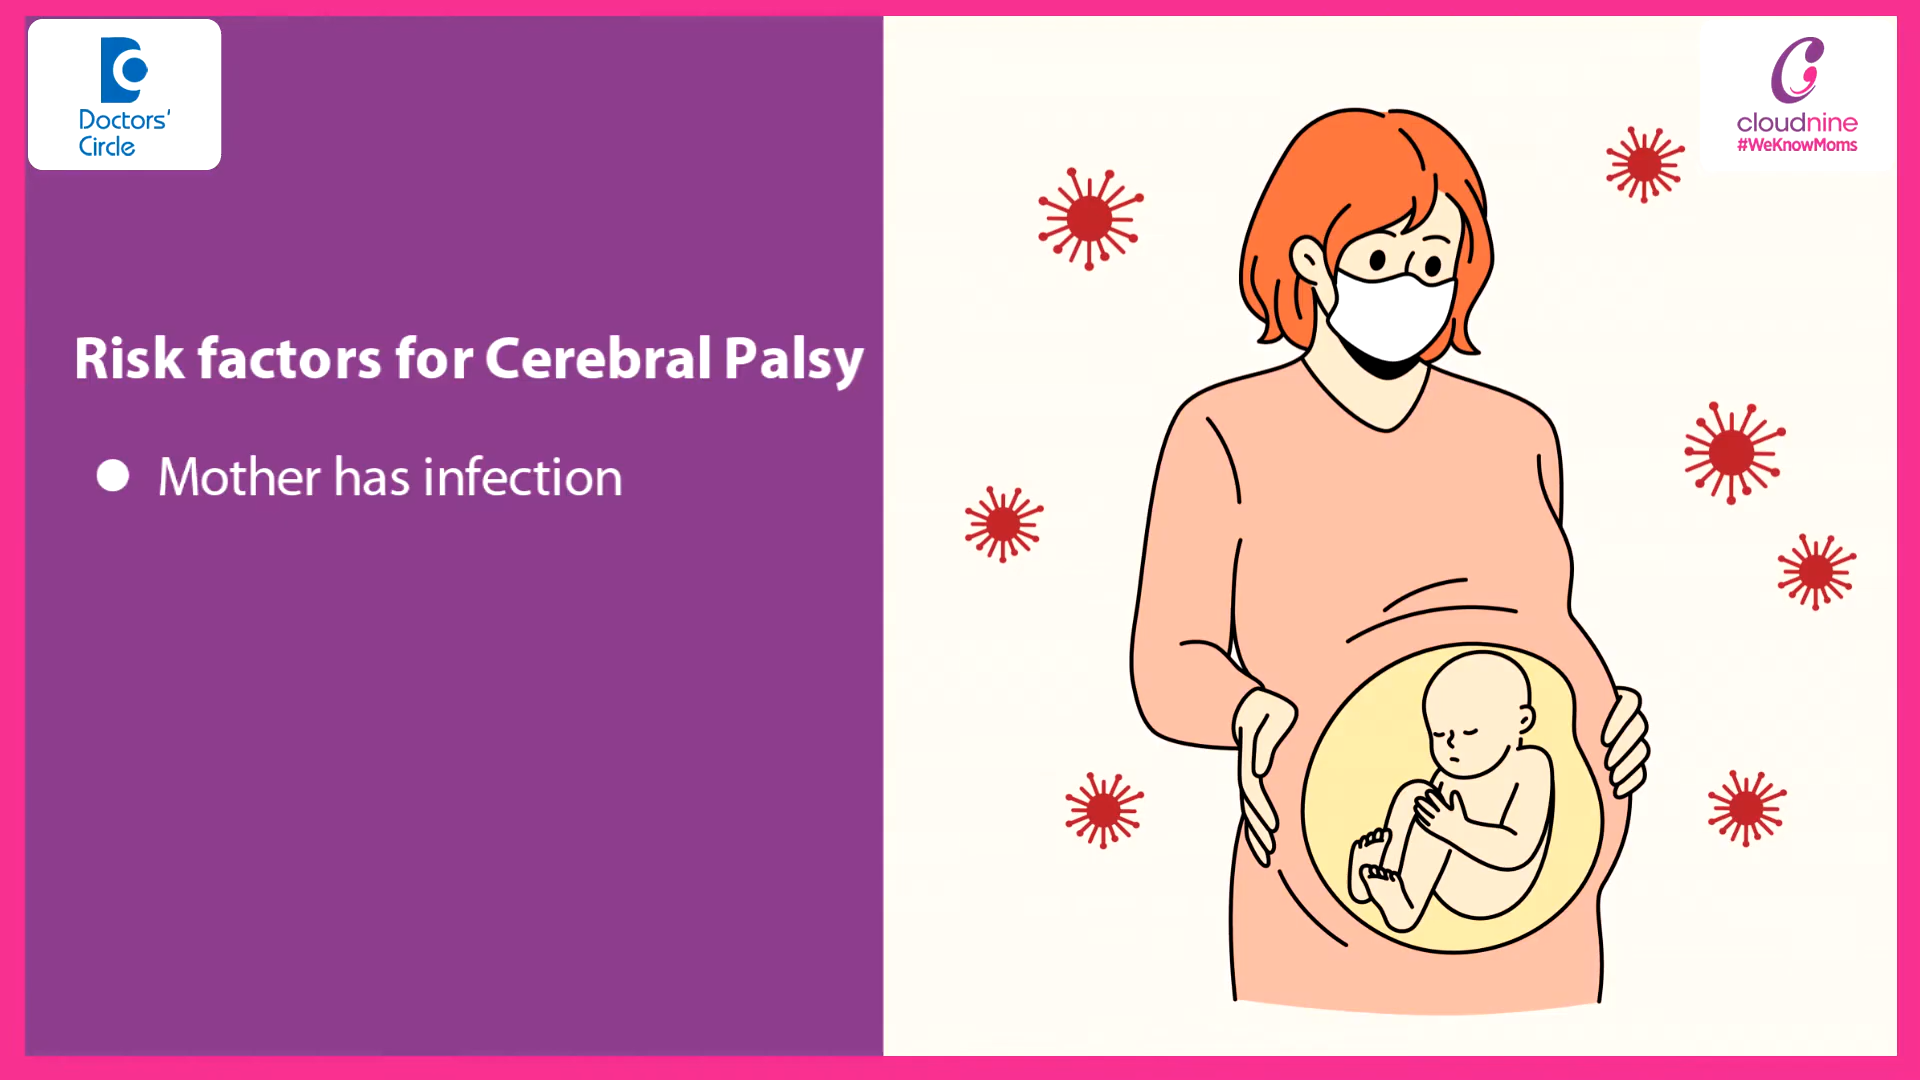 Doctors'
Circle
cloudnine
#WeKnowMoms
Risk factors for Cerebral Palsy
Mother has infection